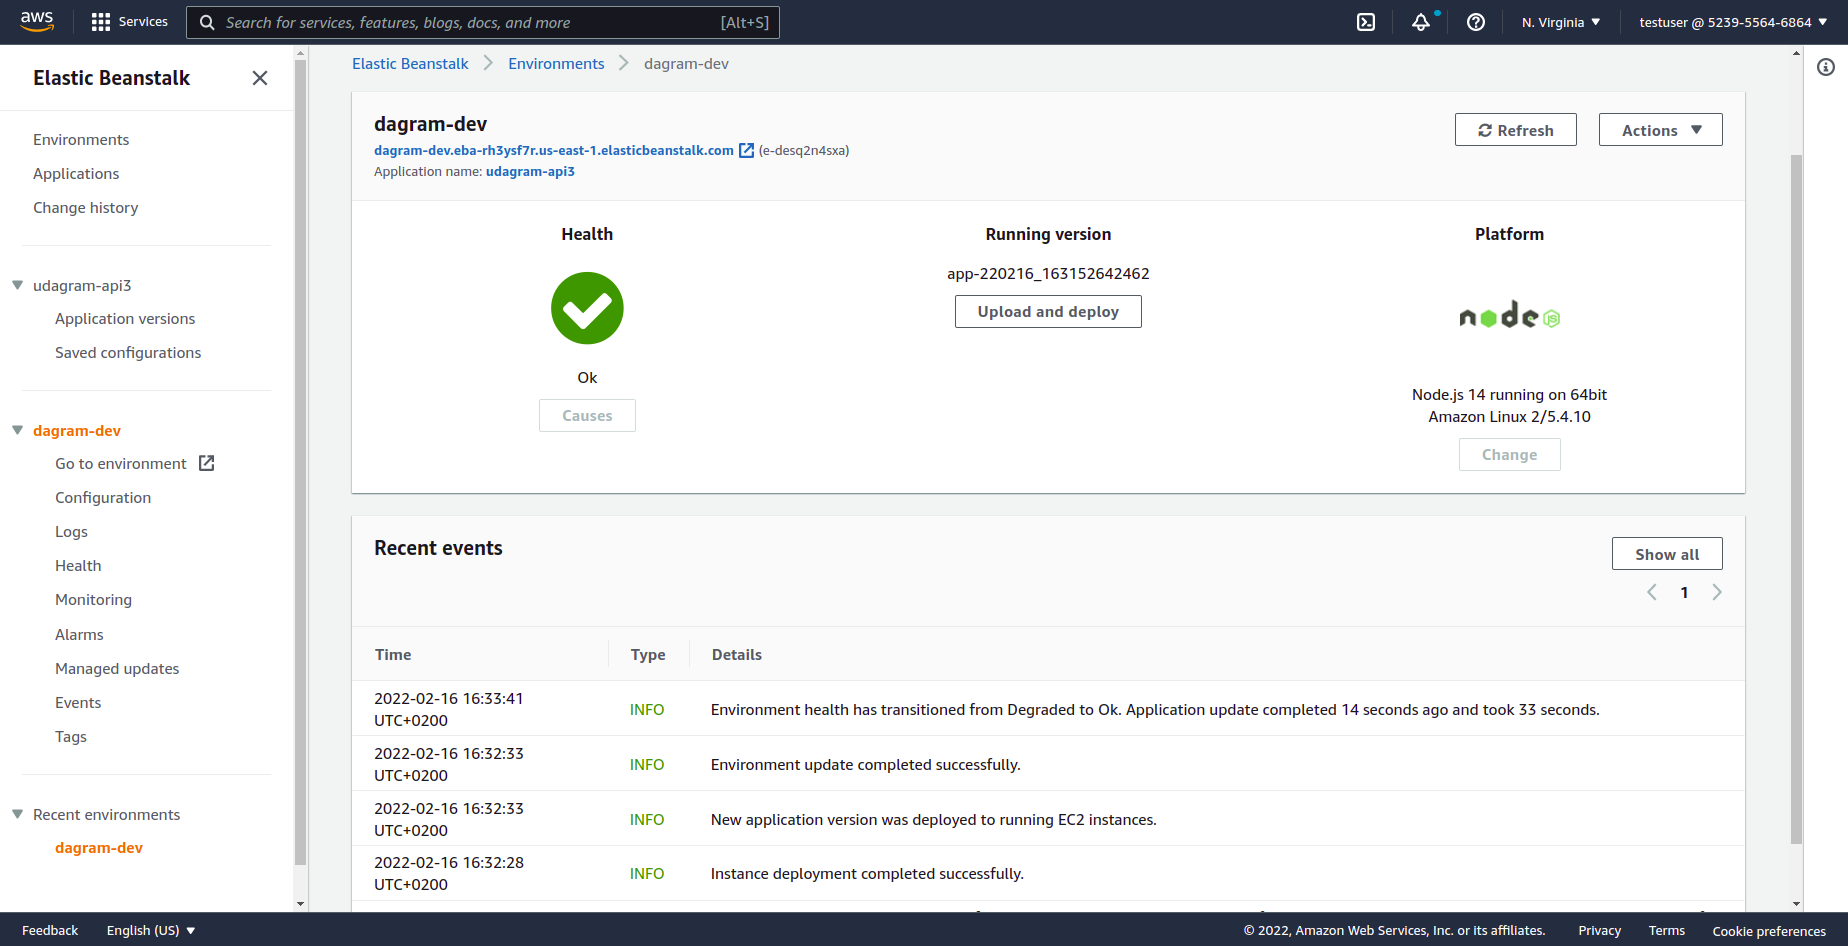 aws
Services
Search for services, features, blogs, docs, and more [Alt+S]
N. Virginia
testuser @ 5239-5564-6864
Elastic Beanstalk
Environments
Applications
Change history
udagram-api3
Application versions
Saved configurations
dagram-dev
Go to environment
Configuration
Logs
Health
Monitoring
Alarms
Managed updates
Events
Tags
Recent environments
dagram-dev
Elastic Beanstalk > Environments > dagram-dev
dagram-dev
dagram-dev.eba-rh3ysf7r.us-east-1.elasticbeanstalk.com (e-desq2n4sxa)
Application name: udagram-api3
Refresh
Actions
Health
Ok
Causes
Running version
app-220216_163152642462
Upload and deploy
Platform
node JS
Node.js 14 running on 64bit
Amazon Linux 2/5.4.10
Change
Recent events
Show all
1
Time Type Details
2022-02-16 16:33:41
UTC+0200
INFO
Environment health has transitioned from Degraded to Ok. Application update completed 14 seconds ago and took 33 seconds.
2022-02-16 16:32:33
UTC+0200
INFO
Environment update completed successfully.
2022-02-16 16:32:33
UTC+0200
INFO
New application version was deployed to running EC2 instances.
2022-02-16 16:32:28
UTC+0200
INFO
Instance deployment completed successfully.
Feedback
English (US)
© 2022, Amazon Web Services, Inc. or its affiliates.
Privacy
Terms
Cookie preferences